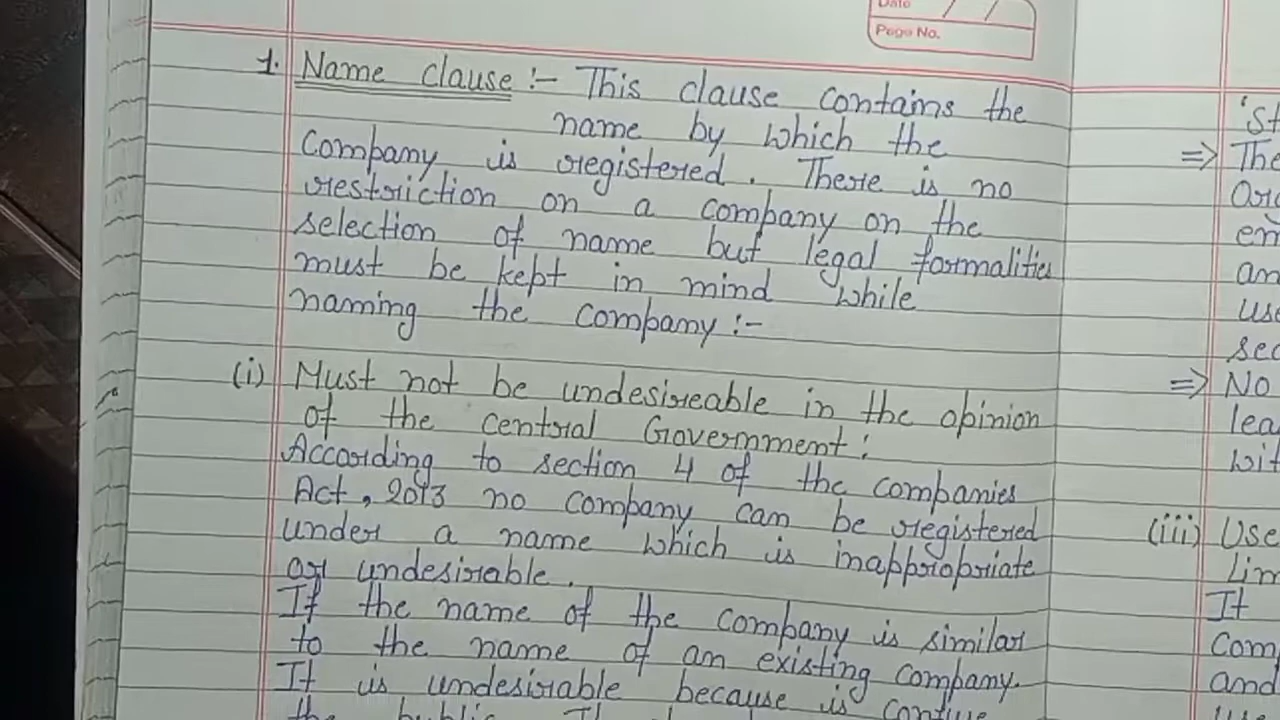 Date / /
Page No.
1. Name clause :- This clause contains the
name by which the
Company is registered. There is no
restriction on a company on the
selection of name but legal formalities
must be kept in mind while
naming the company :-
(i) Must not be undesireable in the opinion
of the central Government :
According to section 4 of the companies
Act, 2013 no company can be registered
under a name which is inappropriate
or undesirable.
If the name of the company is similar
to the name of an existing company.
It is undesirable because is
the public.
=> The
=> No
(iii) Use
It
Com
and